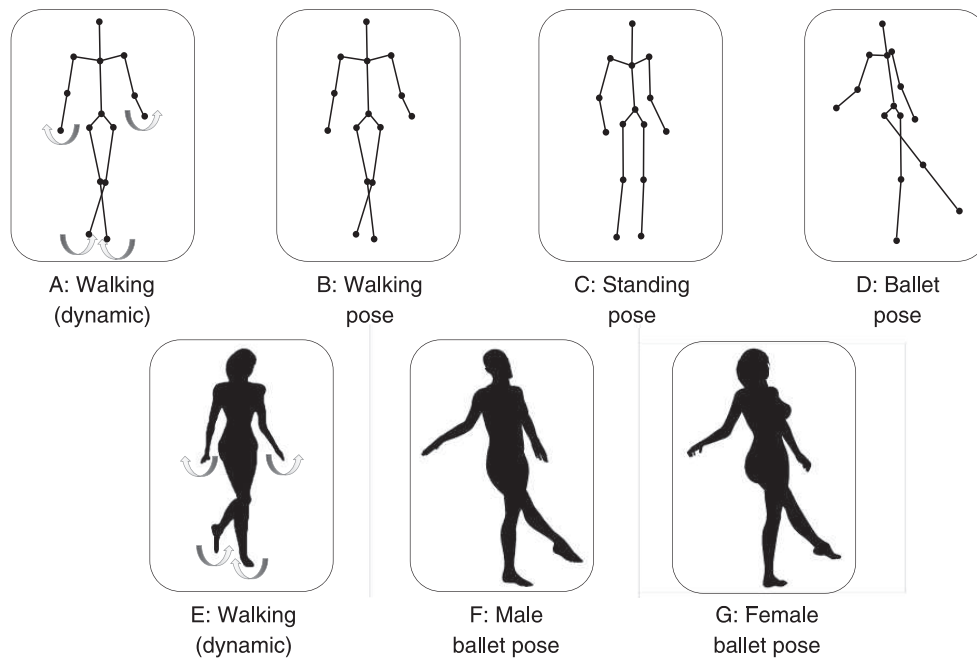 A: Walking
(dynamic)
B: Walking
pose
C: Standing
pose
D: Ballet
pose
E: Walking
(dynamic)
F: Male
ballet pose
G: Female
ballet pose